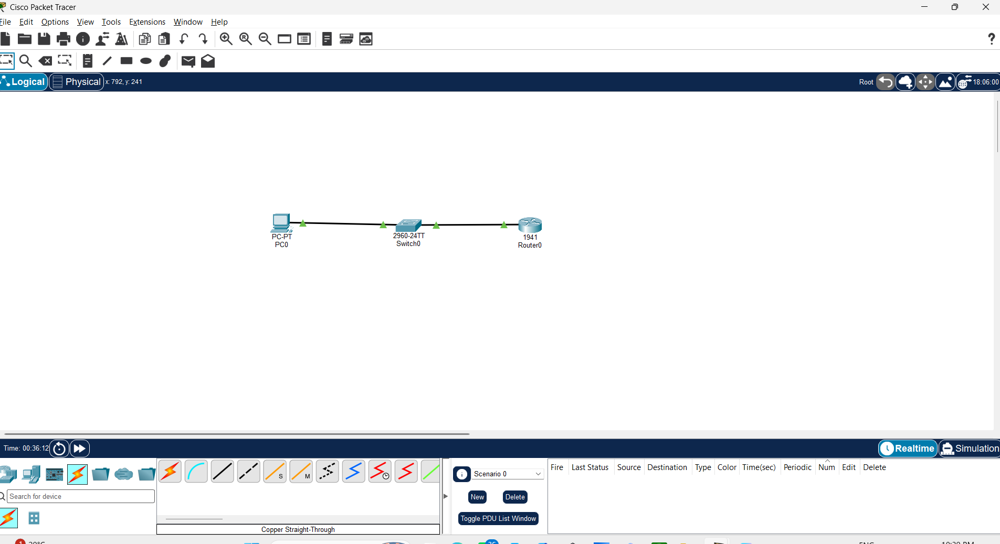 Cisco Packet Tracer
File Edit Options View Tools Extensions Window Help
Logical Physical x: 792, y: 241 Root 18:06:00
PC-PT
PC0
2960-24TT
Switch0
1941
Router0
Time: 00:36:12 Realtime Simulation
Fire Last Status Source Destination Type Color Time(sec) Periodic Num Edit Delete
Scenario 0
S M
Search for device
New Delete
Toggle PDU List Window
Copper Straight-Through